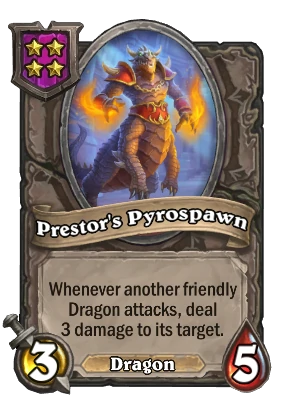 Prestor's Pyrospawn
Whenever another friendly
Dragon attacks, deal
3 damage to its target.
3
Dragon
5